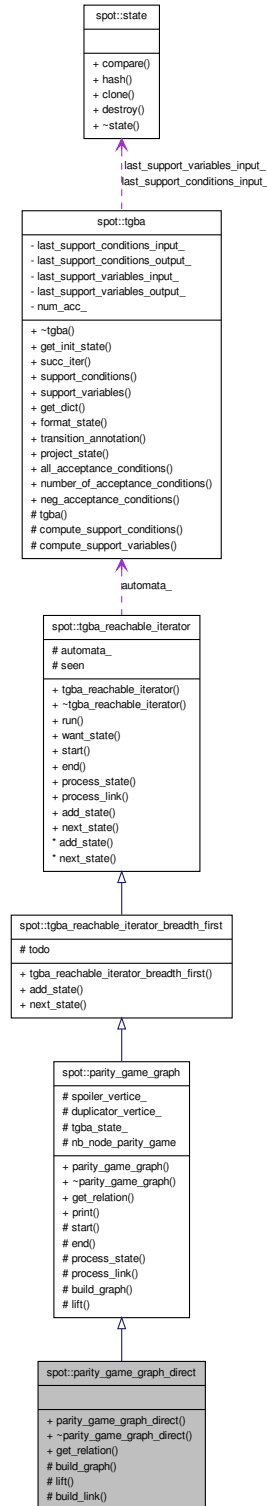 spot::state
+ compare()
+ hash()
+ clone()
+ destroy()
+ ~state()
last_support_variables_input_
last_support_conditions_input_
spot::tgba
- last_support_conditions_input_
- last_support_conditions_output_
- last_support_variables_input_
- last_support_variables_output_
- num_acc_
+ ~tgba()
+ get_init_state()
+ succ_iter()
+ support_conditions()
+ support_variables()
+ get_dict()
+ format_state()
+ transition_annotation()
+ project_state()
+ all_acceptance_conditions()
+ number_of_acceptance_conditions()
+ neg_acceptance_conditions()
# tgba()
# compute_support_conditions()
# compute_support_variables()
automata_
spot::tgba_reachable_iterator
# automata_
# seen
+ tgba_reachable_iterator()
+ ~tgba_reachable_iterator()
+ run()
+ want_state()
+ start()
+ end()
+ process_state()
+ process_link()
+ add_state()
+ next_state()
* add_state()
* next_state()
spot::tgba_reachable_iterator_breadth_first
# todo
+ tgba_reachable_iterator_breadth_first()
+ add_state()
+ next_state()
spot::parity_game_graph
# spoiler_vertice_
# duplicator_vertice_
# tgba_state_
# nb_node_parity_game
+ parity_game_graph()
+ ~parity_game_graph()
+ get_relation()
+ print()
# start()
# end()
# process_state()
# process_link()
# build_graph()
# lift()
spot::parity_game_graph_direct
+ parity_game_graph_direct()
+ ~parity_game_graph_direct()
+ get_relation()
# build_graph()
# lift()
# build_link()